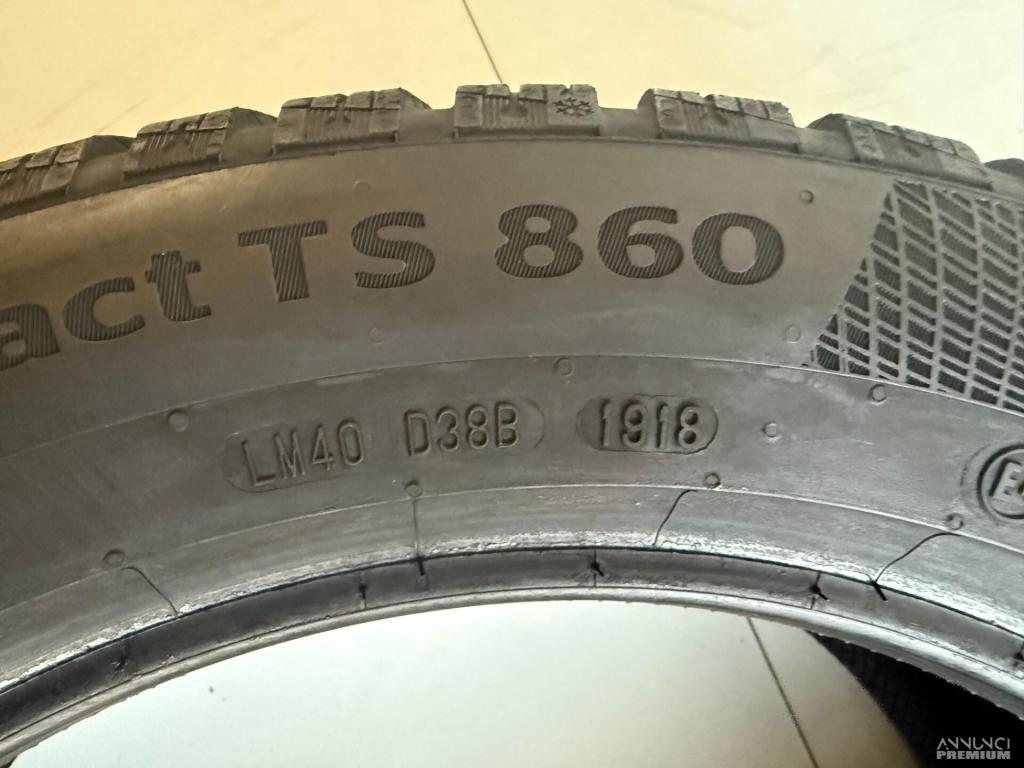 act TS 860
LM40 D38B 1918
E
ANNUNCI
PREMIUM